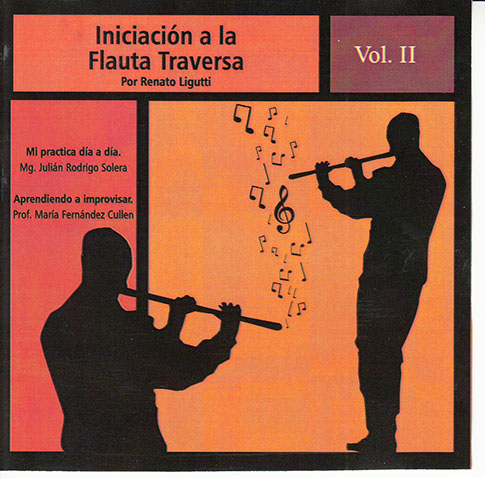 Iniciación a la
Flauta Traversa
Por Renato Ligutti
Vol. II
Mi practica día a día.
Mg. Julián Rodrigo Solera
Aprendiendo a improvisar.
Prof. María Fernández Cullen